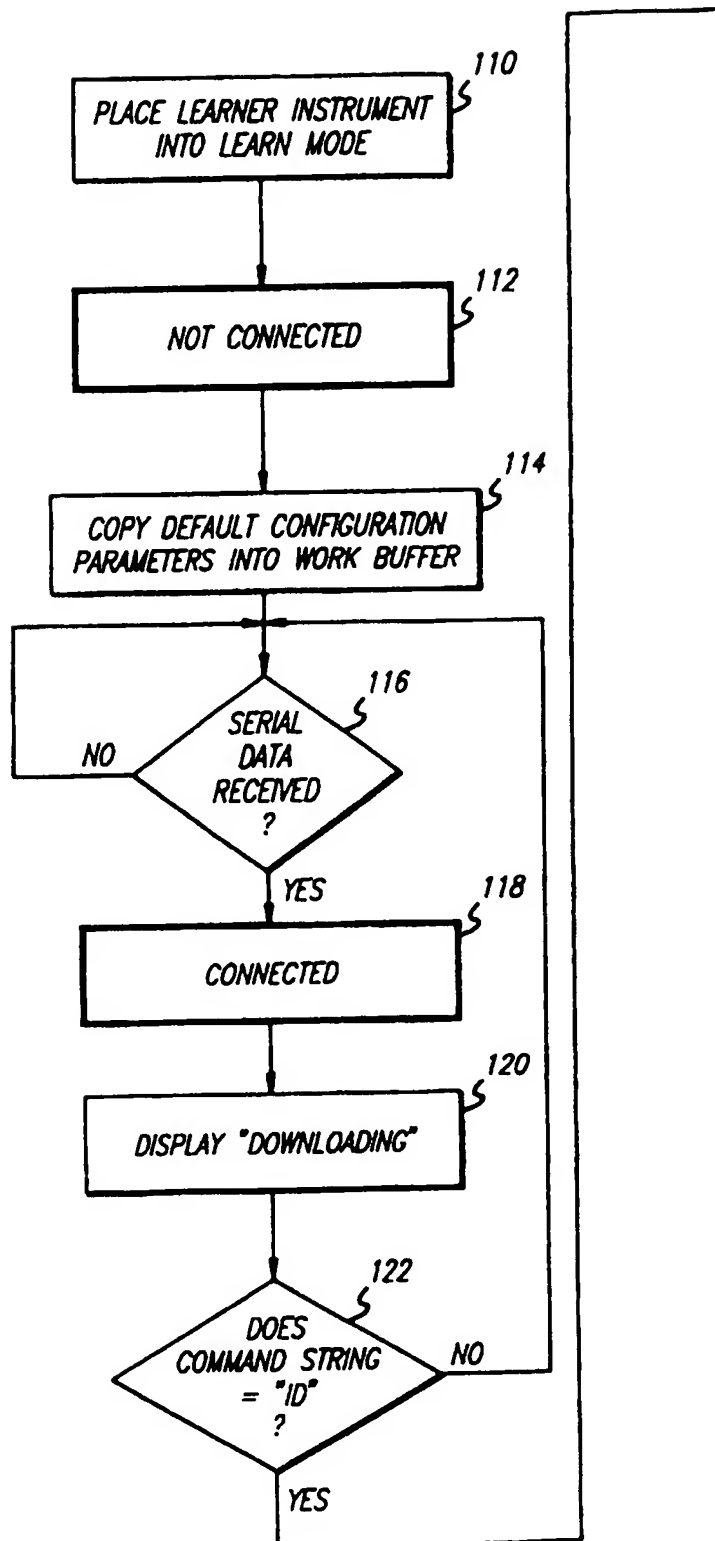 110
PLACE LEARNER INSTRUMENT
INTO LEARN MODE
112
NOT CONNECTED
114
COPY DEFAULT CONFIGURATION
PARAMETERS INTO WORK BUFFER
116
SERIAL
DATA
RECEIVED
?
NO
YES
118
CONNECTED
120
DISPLAY "DOWNLOADING"
122
DOES
COMMAND STRING
= "ID"
?
NO
YES